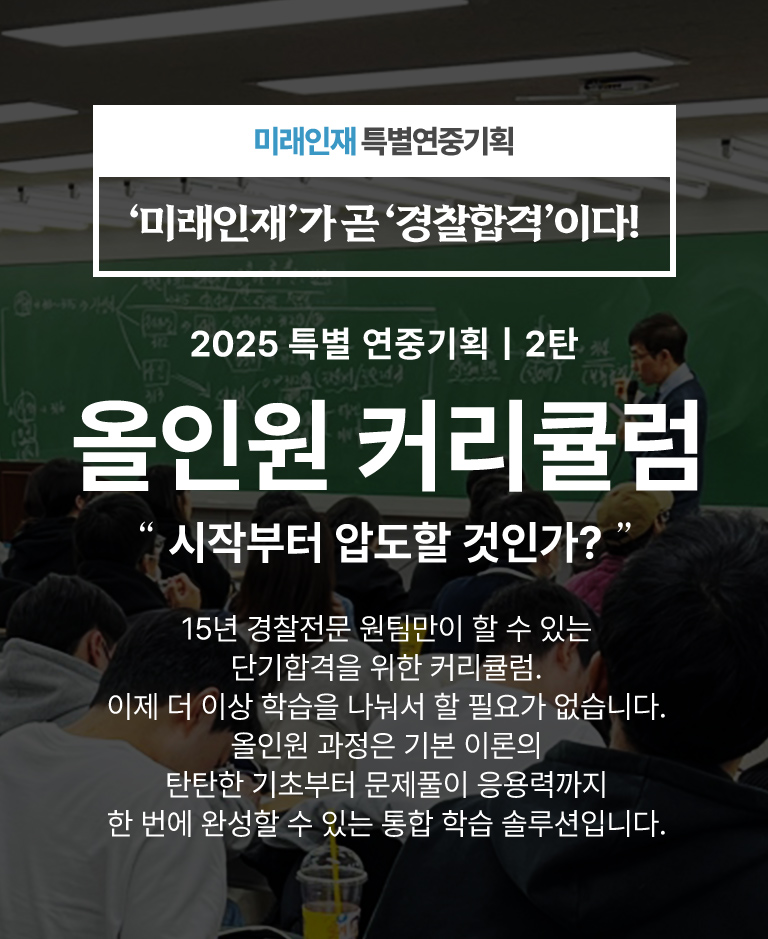 미래인재 특별연중기획
‘미래인재’가 곧 ‘경찰합격’이다!
2025 특별 연중기획 | 2탄
올인원 커리큘럼
“ 시작부터 압도할 것인가? ”
15년 경찰전문 원팀만이 할 수 있는
단기합격을 위한 커리큘럼.
이제 더 이상 학습을 나눠서 할 필요가 없습니다.
올인원 과정은 기본 이론의
탄탄한 기초부터 문제풀이 응용력까지
한 번에 완성할 수 있는 통합 학습 솔루션입니다.